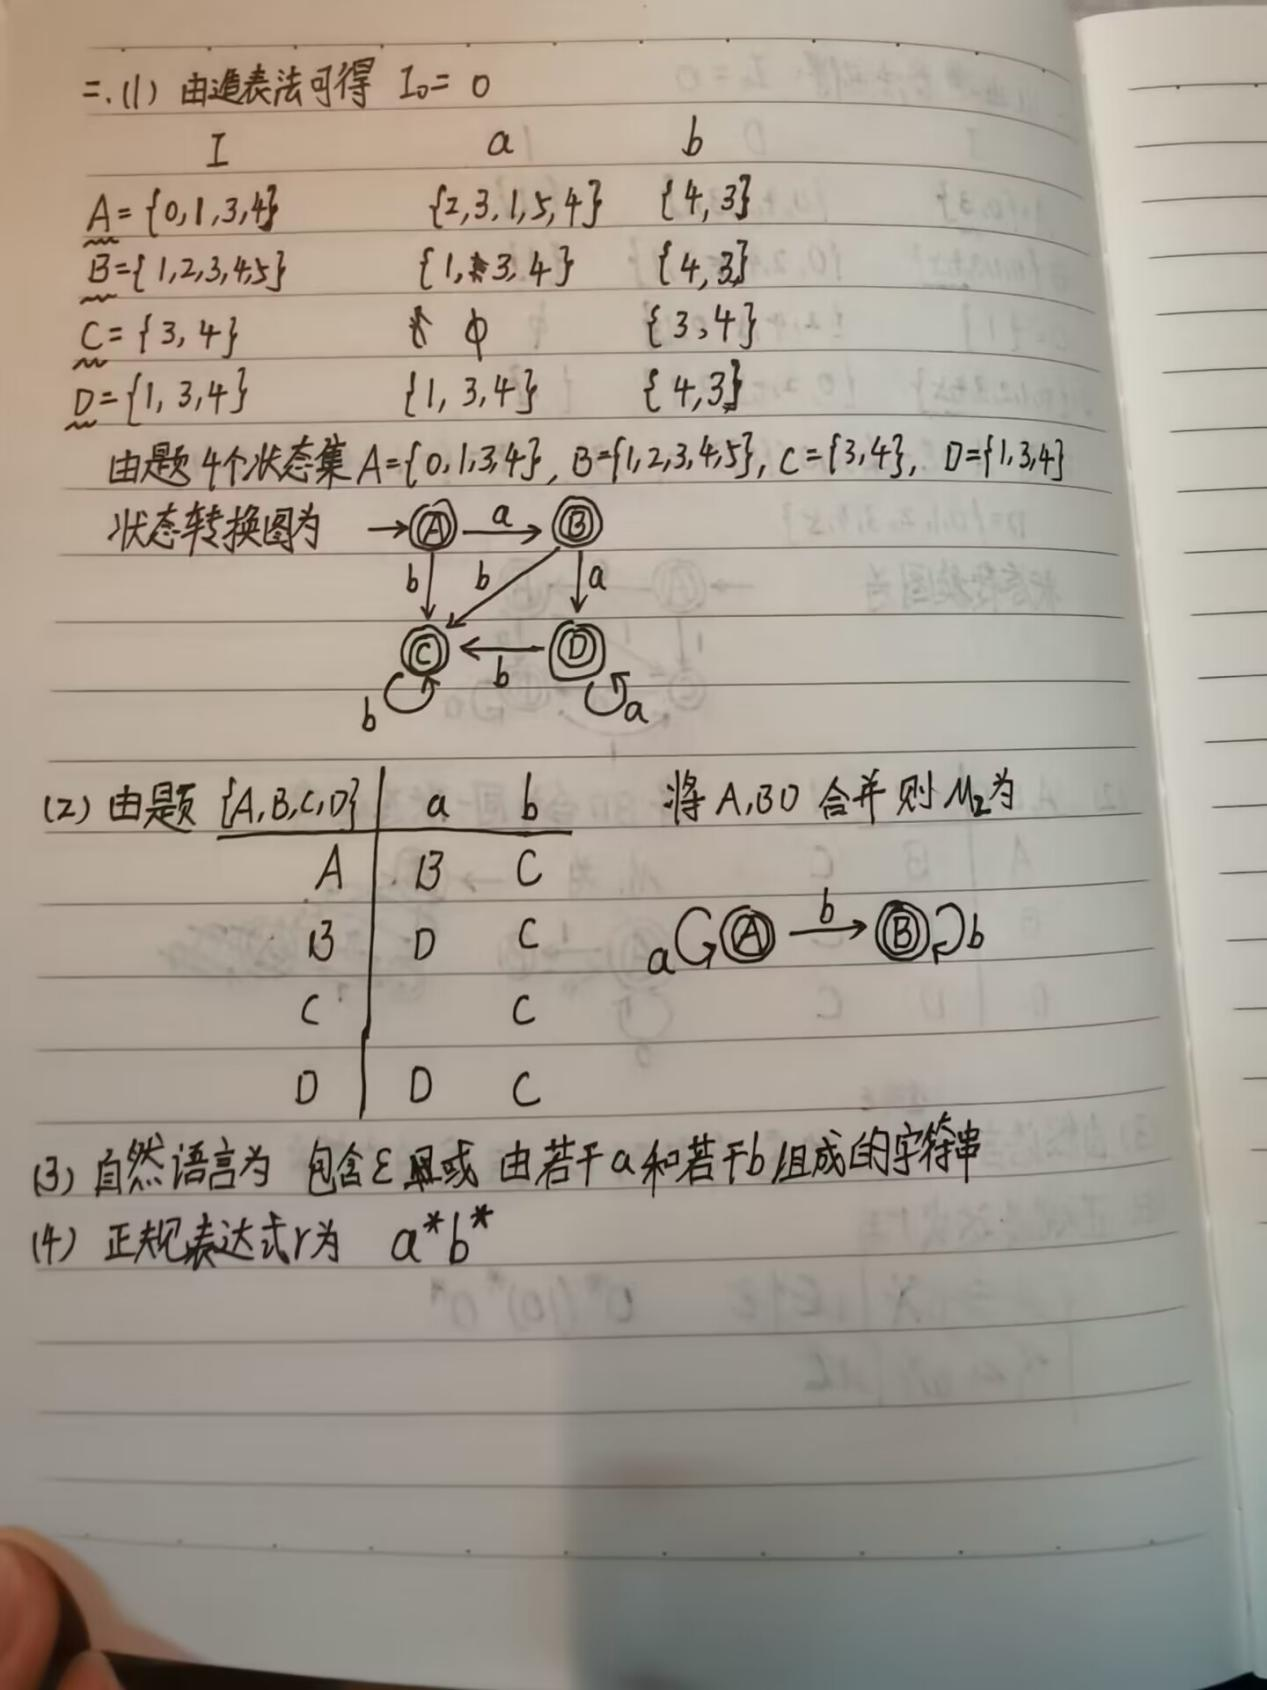 二.(1) 由造表法可得 I₀= 0
I a b
A={0,1,3,4} {2,3,1,5,4} {4,3}
B={1,2,3,4,5} {1,3,4} {4,3}
C={3,4} φ {3,4}
D={1,3,4} {1,3,4} {4,3}
由题4个状态集A={0,1,3,4}, B={1,2,3,4,5}, C={3,4}, D={1,3,4}
状态转换图为 A a B
b b a
C b D
b a
(2) 由题 {A,B,C,D} a b 将A,BD合并则M₂为
A B C
B D C
a A b B b
C C
D D C
(3) 自然语言为 包含ε或 由若干a和若干b组成的字符串
(4) 正规表达式r为 a*b*